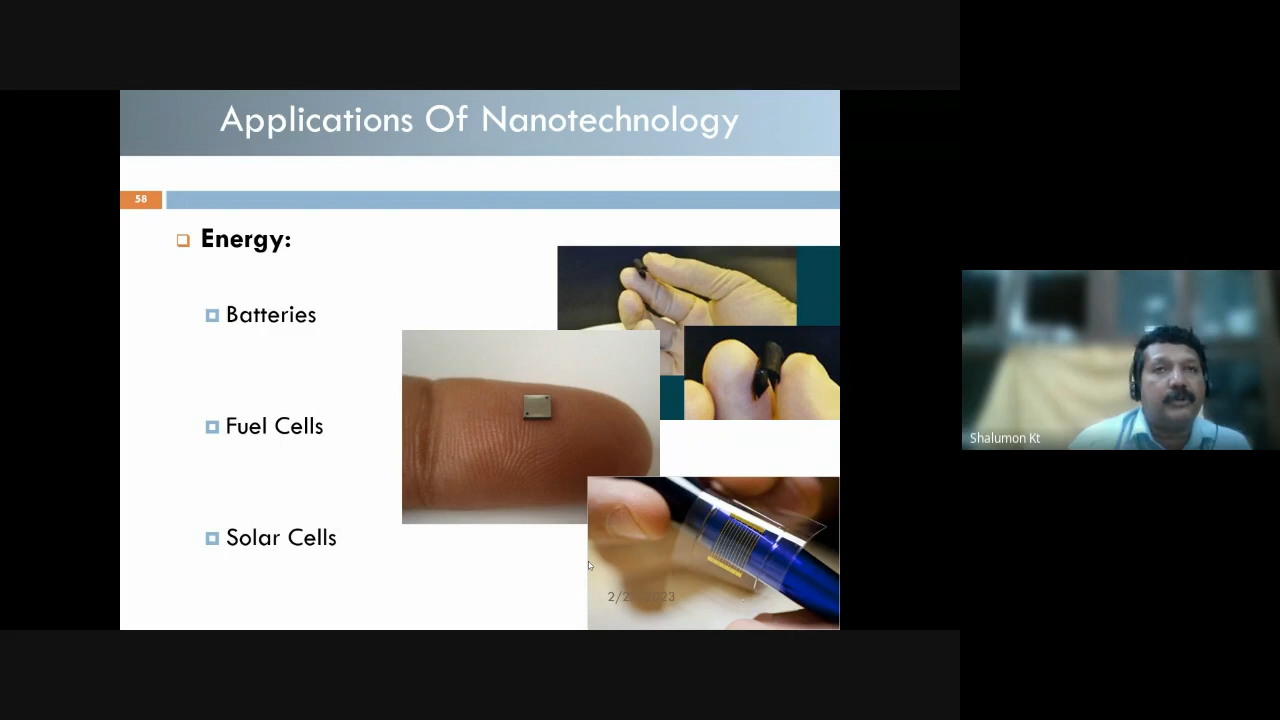 Applications Of Nanotechnology
58
Energy:
Batteries
Fuel Cells
Solar Cells
Shalumon Kt